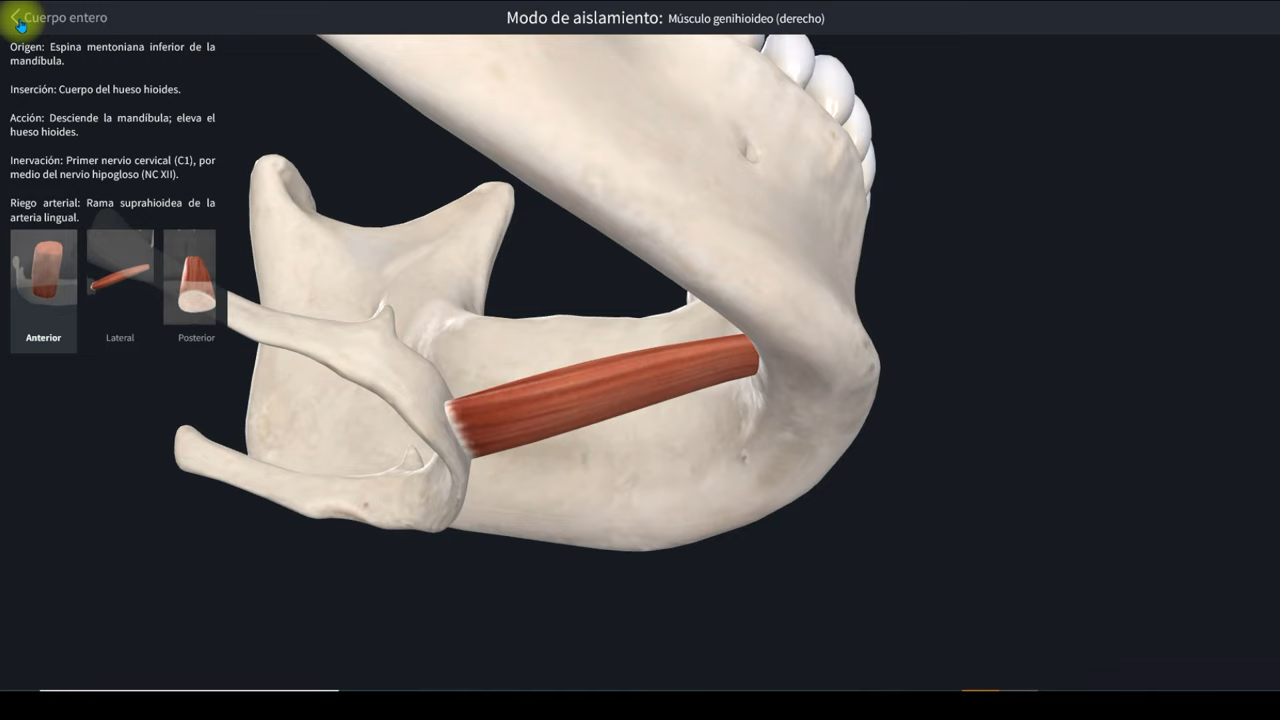 Cuerpo entero
Modo de aislamiento: Músculo genihioideo (derecho)
Origen: Espina mentoniana inferior de la
mandíbula.
Inserción: Cuerpo del hueso hioides.
Acción: Desciende la mandíbula; eleva el
hueso hioides.
Inervación: Primer nervio cervical (C1), por
medio del nervio hipogloso (NC XII).
Riego arterial: Rama suprahioidea de la
arteria lingual.
Anterior
Lateral
Posterior